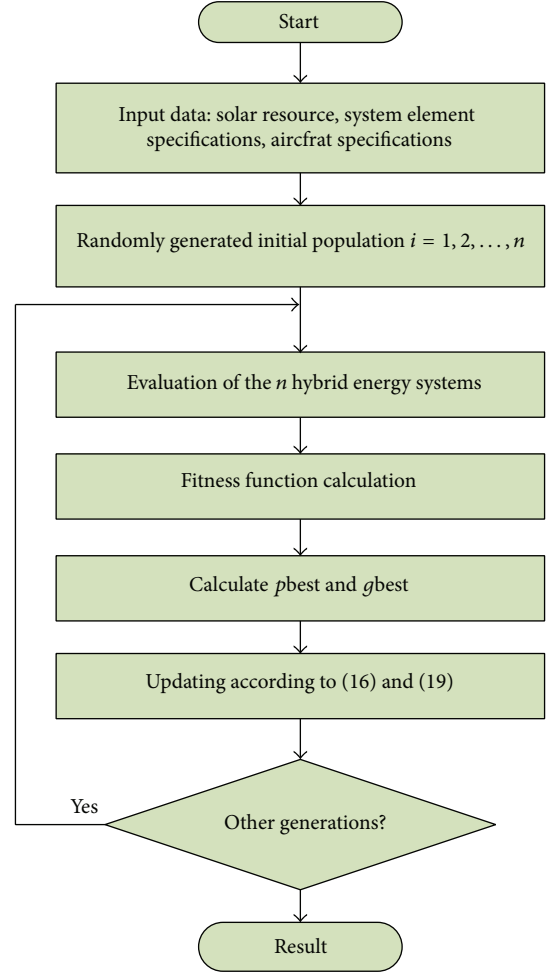 Start
Input data: solar resource, system element
specifications, aircfrat specifications
Randomly generated initial population i = 1, 2, . . . , n
Evaluation of the n hybrid energy systems
Fitness function calculation
Calculate pbest and gbest
Updating according to (16) and (19)
Other generations?
Yes
Result